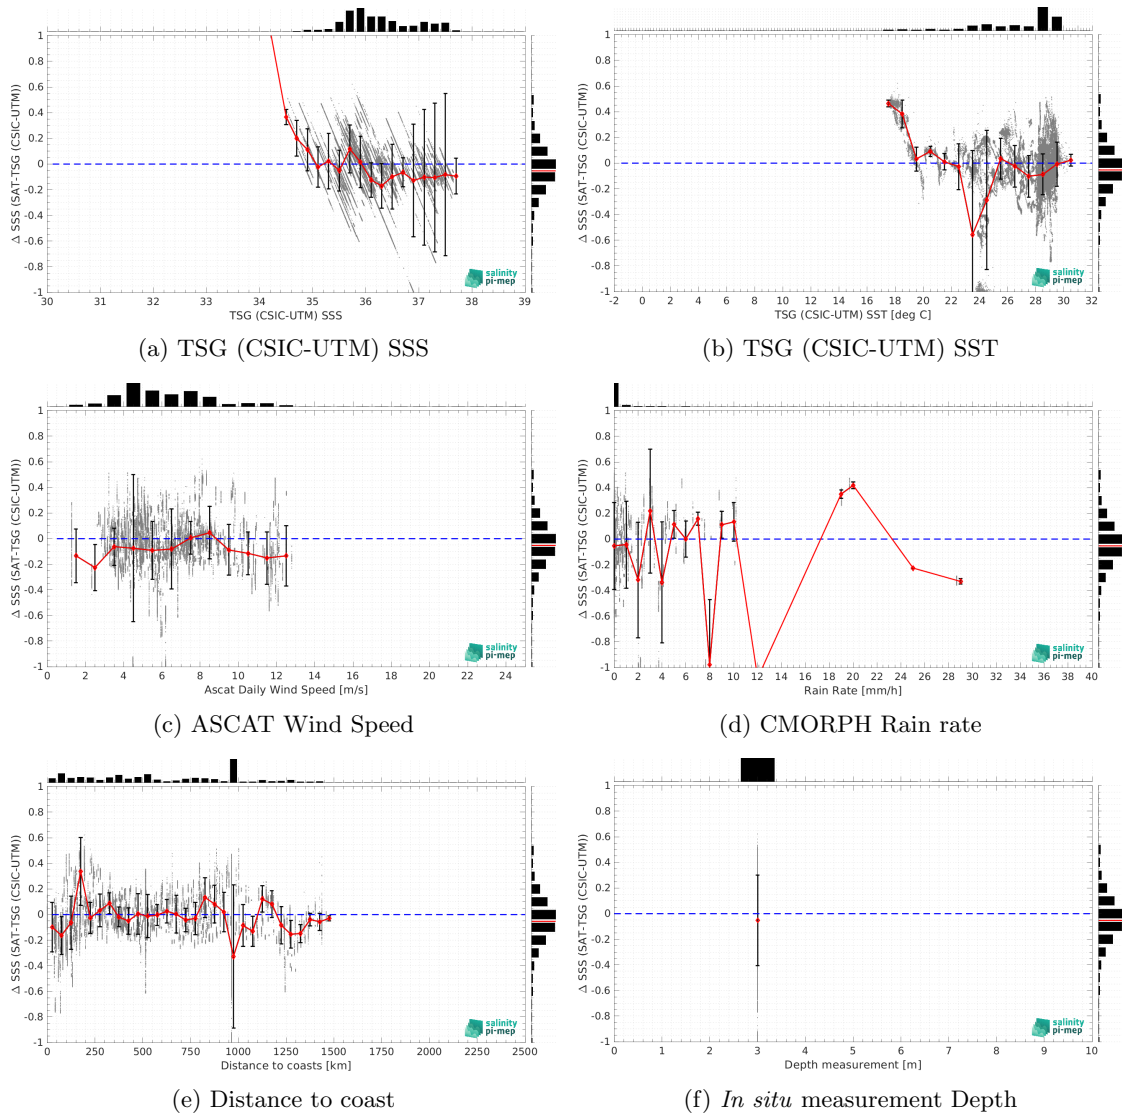 1
0.8
0.6
0.4
0.2
0
-0.2
-0.4
-0.6
-0.8
-1
Δ SSS (SAT-TSG (CSIC-UTM))
30 31 32 33 34 35 36 37 38 39
TSG (CSIC-UTM) SSS
salinity
pi-mep
(a) TSG (CSIC-UTM) SSS
1
0.8
0.6
0.4
0.2
0
-0.2
-0.4
-0.6
-0.8
-1
Δ SSS (SAT-TSG (CSIC-UTM))
-2 0 2 4 6 8 10 12 14 16 18 20 22 24 26 28 30 32
TSG (CSIC-UTM) SST [deg C]
salinity
pi-mep
(b) TSG (CSIC-UTM) SST
1
0.8
0.6
0.4
0.2
0
-0.2
-0.4
-0.6
-0.8
-1
Δ SSS (SAT-TSG (CSIC-UTM))
0 2 4 6 8 10 12 14 16 18 20 22 24
Ascat Daily Wind Speed [m/s]
salinity
pi-mep
(c) ASCAT Wind Speed
1
0.8
0.6
0.4
0.2
0
-0.2
-0.4
-0.6
-0.8
-1
Δ SSS (SAT-TSG (CSIC-UTM))
0 2 4 6 8 10 12 14 16 18 20 22 24 26 28 30 32 34 36 38 40
Rain Rate [mm/h]
salinity
pi-mep
(d) CMORPH Rain rate
1
0.8
0.6
0.4
0.2
0
-0.2
-0.4
-0.6
-0.8
-1
Δ SSS (SAT-TSG (CSIC-UTM))
0 250 500 750 1000 1250 1500 1750 2000 2250 2500
Distance to coasts [km]
salinity
pi-mep
(e) Distance to coast
1
0.8
0.6
0.4
0.2
0
-0.2
-0.4
-0.6
-0.8
-1
Δ SSS (SAT-TSG (CSIC-UTM))
0 1 2 3 4 5 6 7 8 9 10
Depth measurement [m]
salinity
pi-mep
(f) In situ measurement Depth